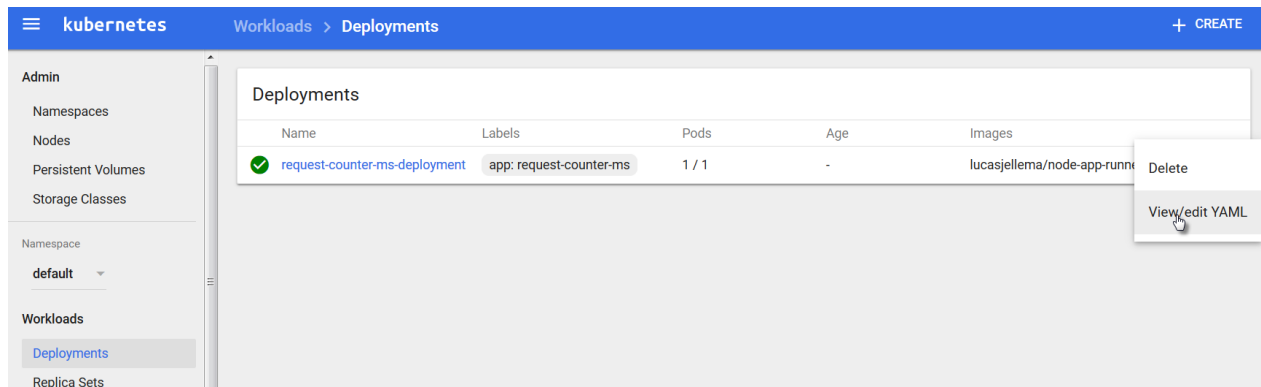 kubernetes
Workloads > Deployments
+ CREATE
Admin
Namespaces
Nodes
Persistent Volumes
Storage Classes
Namespace
default
Workloads
Deployments
Replica Sets
Deployments
Name Labels Pods Age Images
request-counter-ms-deployment app: request-counter-ms 1 / 1 - lucasjellema/node-app-runne
Delete
View/edit YAML